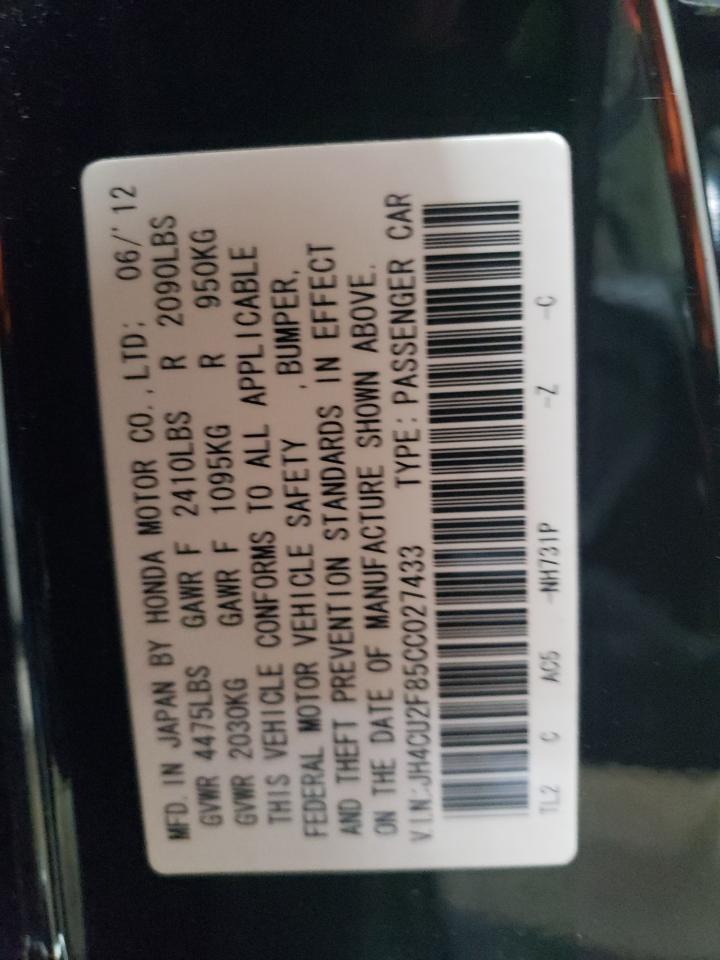 MFD. IN JAPAN BY HONDA MOTOR CO., LTD; 06/'12
GVWR 4475LBS GAWR F 2410LBS R 2090LBS
GVWR 2030KG GAWR F 1095KG R 950KG
THIS VEHICLE CONFORMS TO ALL APPLICABLE
FEDERAL MOTOR VEHICLE SAFETY , BUMPER,
AND THEFT PREVENTION STANDARDS IN EFFECT
ON THE DATE OF MANUFACTURE SHOWN ABOVE.
V.I.N:JH4CU2F85CC027433 TYPE: PASSENGER CAR
TL2 C AC5 -NH731P -Z -C